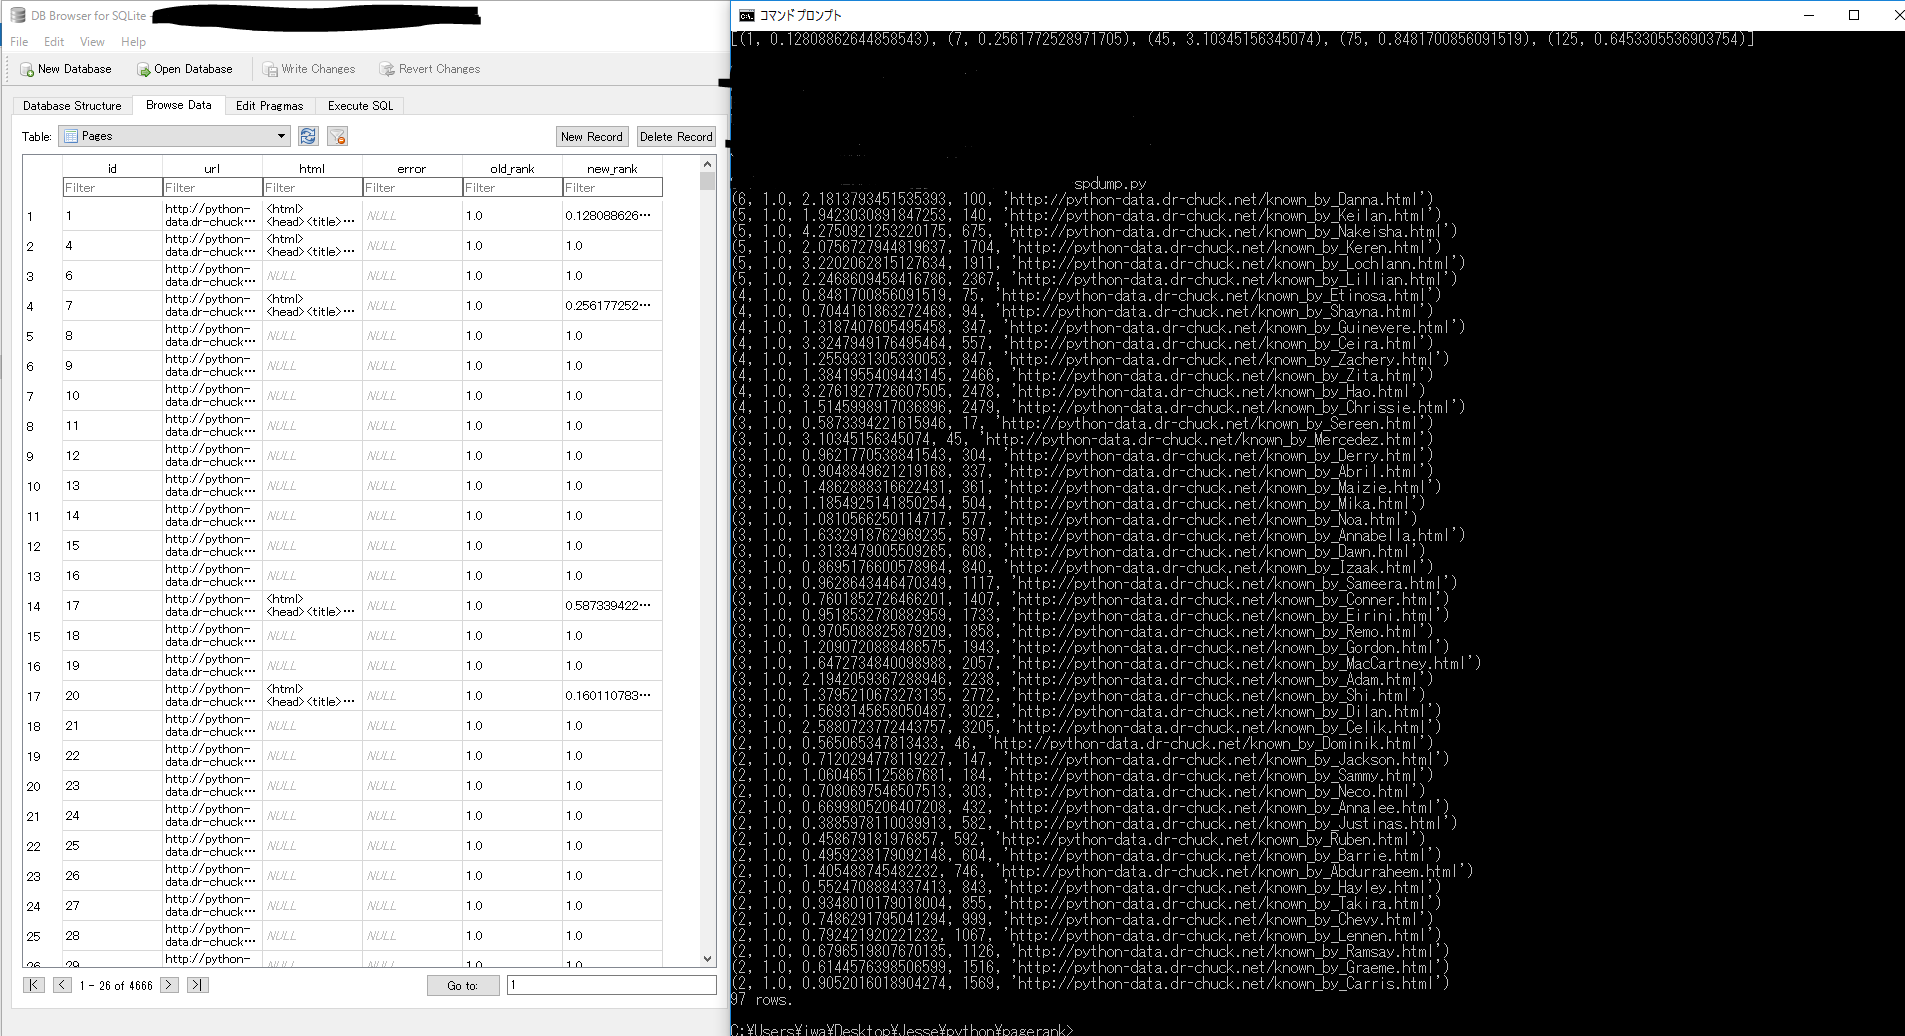 DB Browser for SQLite -
File Edit View Help
New Database Open Database Write Changes Revert Changes
Database Structure Browse Data Edit Pragmas Execute SQL
Table: Pages New Record Delete Record
id url html error old_rank new_rank
Filter Filter Filter Filter Filter Filter
1 1 http://python-data.dr-chuck… <html> <head><title>… NULL 1.0 0.128088626…
2 4 http://python-data.dr-chuck… <html> <head><title>… NULL 1.0 1.0
3 6 http://python-data.dr-chuck… NULL NULL 1.0 1.0
4 7 http://python-data.dr-chuck… <html> <head><title>… NULL 1.0 0.256177252…
5 8 http://python-data.dr-chuck… NULL NULL 1.0 1.0
6 9 http://python-data.dr-chuck… NULL NULL 1.0 1.0
7 10 http://python-data.dr-chuck… NULL NULL 1.0 1.0
8 11 http://python-data.dr-chuck… NULL NULL 1.0 1.0
9 12 http://python-data.dr-chuck… NULL NULL 1.0 1.0
10 13 http://python-data.dr-chuck… NULL NULL 1.0 1.0
11 14 http://python-data.dr-chuck… NULL NULL 1.0 1.0
12 15 http://python-data.dr-chuck… NULL NULL 1.0 1.0
13 16 http://python-data.dr-chuck… NULL NULL 1.0 1.0
14 17 http://python-data.dr-chuck… <html> <head><title>… NULL 1.0 0.587339422…
15 18 http://python-data.dr-chuck… NULL NULL 1.0 1.0
16 19 http://python-data.dr-chuck… NULL NULL 1.0 1.0
17 20 http://python-data.dr-chuck… <html> <head><title>… NULL 1.0 0.160110783…
18 21 http://python-data.dr-chuck… NULL NULL 1.0 1.0
19 22 http://python-data.dr-chuck… NULL NULL 1.0 1.0
20 23 http://python-data.dr-chuck… NULL NULL 1.0 1.0
21 24 http://python-data.dr-chuck… NULL NULL 1.0 1.0
22 25 http://python-data.dr-chuck… NULL NULL 1.0 1.0
23 26 http://python-data.dr-chuck… NULL NULL 1.0 1.0
24 27 http://python-data.dr-chuck… NULL NULL 1.0 1.0
25 28 http://python-data.dr-chuck… NULL NULL 1.0 1.0
26 29 http://python- NULL NULL 1.0 1.0
1 - 26 of 4666 Go to: 1
コマンド プロンプト
[(1, 0.12808862644858543), (7, 0.2561772528971705), (45, 3.10345156345074), (75, 0.8481700856091519), (125, 0.6453305536903754)]
spdump.py
(6, 1.0, 2.1813793451535393, 100, 'http://python-data.dr-chuck.net/known_by_Danna.html')
(5, 1.0, 1.9423030891847253, 140, 'http://python-data.dr-chuck.net/known_by_Keilan.html')
(5, 1.0, 4.2750921253220175, 675, 'http://python-data.dr-chuck.net/known_by_Nakeisha.html')
(5, 1.0, 2.0756727944819637, 1704, 'http://python-data.dr-chuck.net/known_by_Keren.html')
(5, 1.0, 3.2202062815127634, 1911, 'http://python-data.dr-chuck.net/known_by_Lochlann.html')
(5, 1.0, 2.2468609458416786, 2367, 'http://python-data.dr-chuck.net/known_by_Lillian.html')
(4, 1.0, 0.8481700856091519, 75, 'http://python-data.dr-chuck.net/known_by_Etinosa.html')
(4, 1.0, 0.7044161863272468, 94, 'http://python-data.dr-chuck.net/known_by_Shayna.html')
(4, 1.0, 1.3187407605495458, 347, 'http://python-data.dr-chuck.net/known_by_Guinevere.html')
(4, 1.0, 3.3247949176495464, 557, 'http://python-data.dr-chuck.net/known_by_Ceira.html')
(4, 1.0, 1.2559331305330053, 847, 'http://python-data.dr-chuck.net/known_by_Zachery.html')
(4, 1.0, 1.3841955409443145, 2466, 'http://python-data.dr-chuck.net/known_by_Zita.html')
(4, 1.0, 3.2761927726607505, 2478, 'http://python-data.dr-chuck.net/known_by_Hao.html')
(4, 1.0, 1.5145998917036896, 2479, 'http://python-data.dr-chuck.net/known_by_Chrissie.html')
(3, 1.0, 0.5873394221615946, 17, 'http://python-data.dr-chuck.net/known_by_Sereen.html')
(3, 1.0, 3.10345156345074, 45, 'http://python-data.dr-chuck.net/known_by_Mercedez.html')
(3, 1.0, 0.9621770538841543, 304, 'http://python-data.dr-chuck.net/known_by_Derry.html')
(3, 1.0, 0.9048849621219168, 337, 'http://python-data.dr-chuck.net/known_by_Abril.html')
(3, 1.0, 1.4862888316622431, 361, 'http://python-data.dr-chuck.net/known_by_Maizie.html')
(3, 1.0, 1.1854925141850254, 504, 'http://python-data.dr-chuck.net/known_by_Mika.html')
(3, 1.0, 1.0810566250114717, 577, 'http://python-data.dr-chuck.net/known_by_Noa.html')
(3, 1.0, 1.6332918762969235, 597, 'http://python-data.dr-chuck.net/known_by_Annabella.html')
(3, 1.0, 1.3133479005509265, 608, 'http://python-data.dr-chuck.net/known_by_Dawn.html')
(3, 1.0, 0.8695176600578964, 840, 'http://python-data.dr-chuck.net/known_by_Izaak.html')
(3, 1.0, 0.9628643446470349, 1117, 'http://python-data.dr-chuck.net/known_by_Sameera.html')
(3, 1.0, 0.7601852726466201, 1407, 'http://python-data.dr-chuck.net/known_by_Conner.html')
(3, 1.0, 0.9518532780882959, 1733, 'http://python-data.dr-chuck.net/known_by_Eirini.html')
(3, 1.0, 0.9705088825879209, 1858, 'http://python-data.dr-chuck.net/known_by_Remo.html')
(3, 1.0, 1.2090720888486575, 1943, 'http://python-data.dr-chuck.net/known_by_Gordon.html')
(3, 1.0, 1.6472734840098988, 2057, 'http://python-data.dr-chuck.net/known_by_MacCartney.html')
(3, 1.0, 2.1942059367288946, 2238, 'http://python-data.dr-chuck.net/known_by_Adam.html')
(3, 1.0, 1.3795210673273135, 2772, 'http://python-data.dr-chuck.net/known_by_Shi.html')
(3, 1.0, 1.5693145658050487, 3022, 'http://python-data.dr-chuck.net/known_by_Dilan.html')
(3, 1.0, 2.5880723772443757, 3205, 'http://python-data.dr-chuck.net/known_by_Celik.html')
(2, 1.0, 0.565065347813433, 46, 'http://python-data.dr-chuck.net/known_by_Dominik.html')
(2, 1.0, 0.7120294778119227, 147, 'http://python-data.dr-chuck.net/known_by_Jackson.html')
(2, 1.0, 1.0604651125867681, 184, 'http://python-data.dr-chuck.net/known_by_Sammy.html')
(2, 1.0, 0.7080697546507513, 303, 'http://python-data.dr-chuck.net/known_by_Neco.html')
(2, 1.0, 0.6699805206407208, 432, 'http://python-data.dr-chuck.net/known_by_Annalee.html')
(2, 1.0, 0.3885978110039913, 582, 'http://python-data.dr-chuck.net/known_by_Justinas.html')
(2, 1.0, 0.458679181976857, 592, 'http://python-data.dr-chuck.net/known_by_Ruben.html')
(2, 1.0, 0.4959238179092148, 604, 'http://python-data.dr-chuck.net/known_by_Barrie.html')
(2, 1.0, 1.405488745482232, 746, 'http://python-data.dr-chuck.net/known_by_Abdurraheem.html')
(2, 1.0, 0.5524708884337413, 843, 'http://python-data.dr-chuck.net/known_by_Hayley.html')
(2, 1.0, 0.9348010179018004, 855, 'http://python-data.dr-chuck.net/known_by_Takira.html')
(2, 1.0, 0.7486291795041294, 999, 'http://python-data.dr-chuck.net/known_by_Chevy.html')
(2, 1.0, 0.792421920221232, 1067, 'http://python-data.dr-chuck.net/known_by_Lennen.html')
(2, 1.0, 0.6796519807670135, 1126, 'http://python-data.dr-chuck.net/known_by_Ramsay.html')
(2, 1.0, 0.6144576398506599, 1516, 'http://python-data.dr-chuck.net/known_by_Graeme.html')
(2, 1.0, 0.9052016018904274, 1569, 'http://python-data.dr-chuck.net/known_by_Carris.html')
97 rows.
C:¥Users¥iwa¥Desktop¥Jesse¥python¥pagerank>